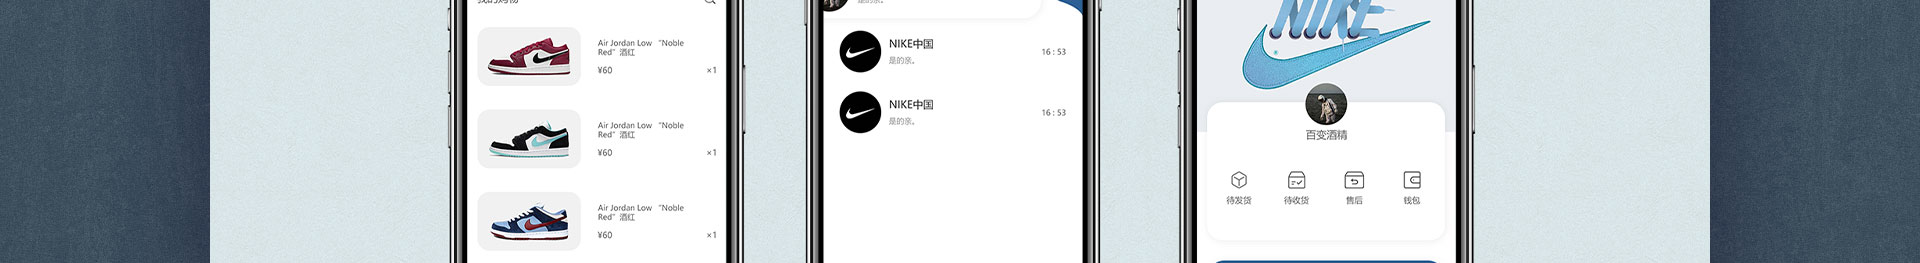 Air Jordan Low “Noble
Red”酒红
¥60
×1
Air Jordan Low “Noble
Red”酒红
¥60
×1
Air Jordan Low “Noble
Red”酒红
¥60
×1
NIKE中国
16 : 53
是的亲。
NIKE中国
16 : 53
是的亲。
NIKE
百变酒精
待发货
待收货
售后
钱包